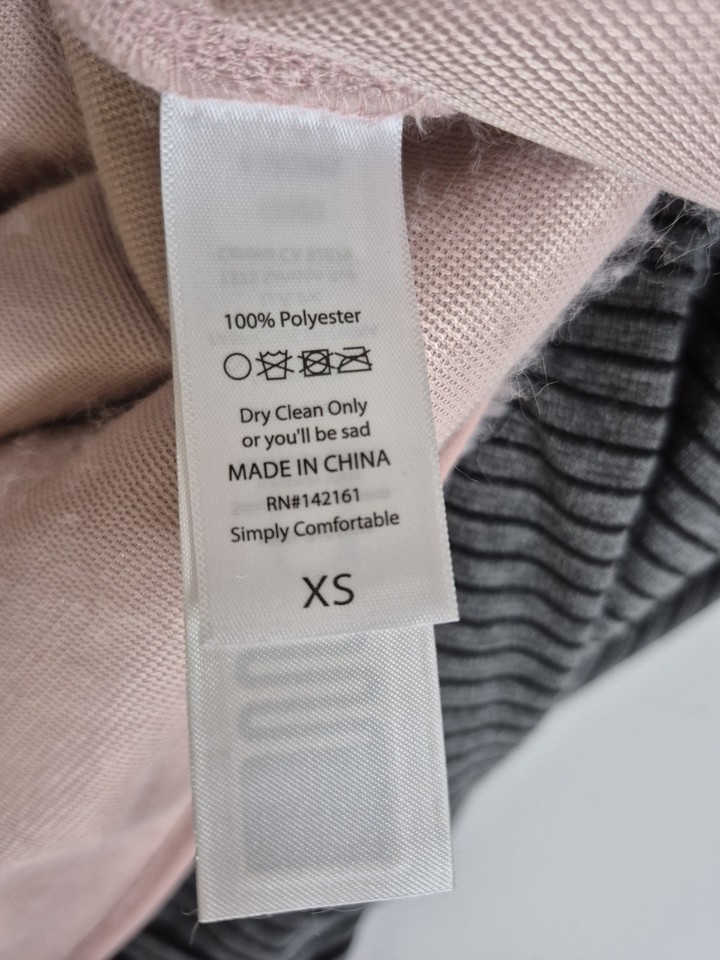 100% Polyester
Dry Clean Only
or you'll be sad
MADE IN CHINA
RN#142161
Simply Comfortable
XS